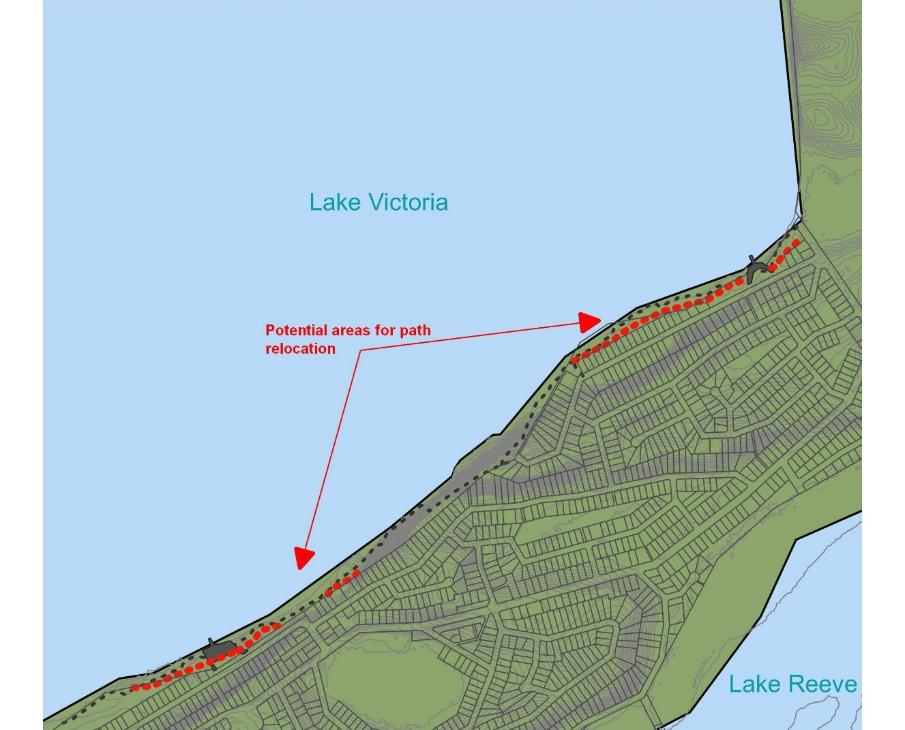 Lake Victoria
Potential areas for path
relocation
Lake Reeve